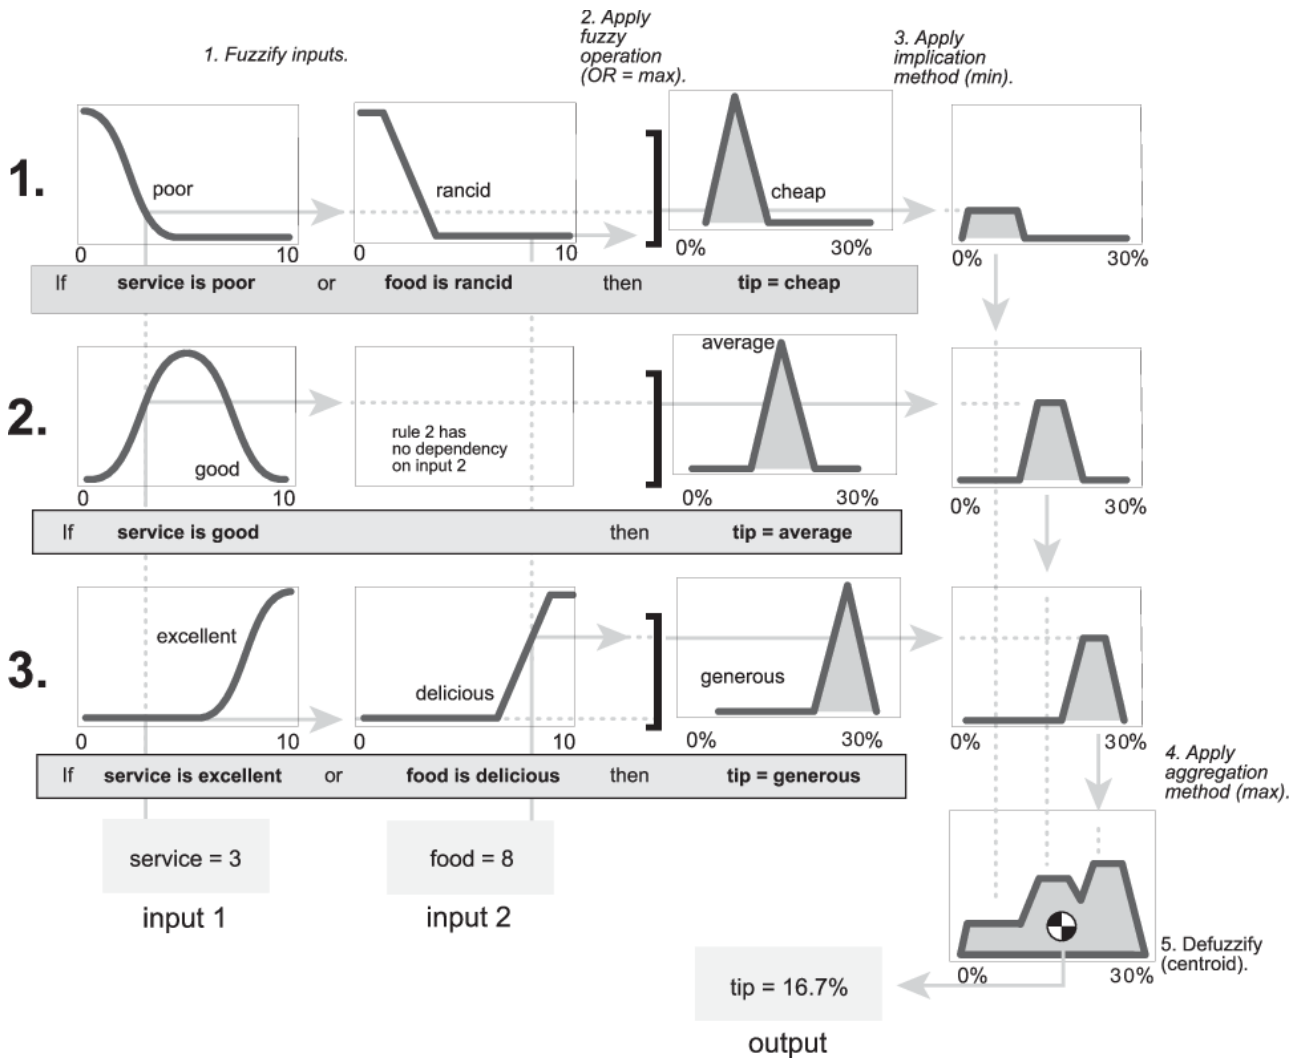 1. Fuzzify inputs.
2. Apply
fuzzy
operation
(OR = max).
3. Apply
implication
method (min).
1.
poor
rancid
cheap
0 10
0 10
0% 30%
0% 30%
If service is poor or food is rancid then tip = cheap
2.
good
rule 2 has
no dependency
on input 2
average
0 10
0% 30%
0% 30%
If service is good then tip = average
3.
excellent
delicious
generous
0 10
0 10
0% 30%
0% 30%
If service is excellent or food is delicious then tip = generous
4. Apply
aggregation
method (max).
service = 3
input 1
food = 8
input 2
0% 30%
5. Defuzzify
(centroid).
tip = 16.7%
output